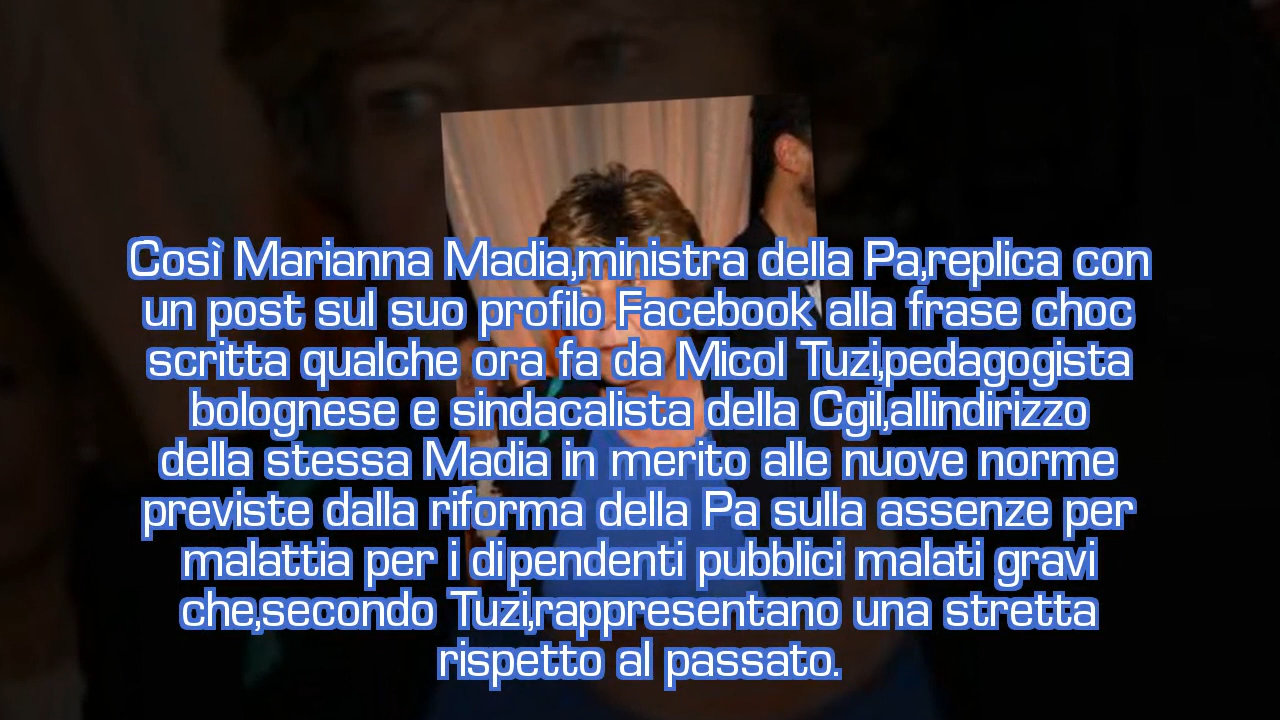 Così Marianna Madia,ministra della Pa,replica con
un post sul suo profilo Facebook alla frase choc
scritta qualche ora fa da Micol Tuzi,pedagogista
bolognese e sindacalista della Cgil,allindirizzo
della stessa Madia in merito alle nuove norme
previste dalla riforma della Pa sulla assenze per
malattia per i dipendenti pubblici malati gravi
che,secondo Tuzi,rappresentano una stretta
rispetto al passato.